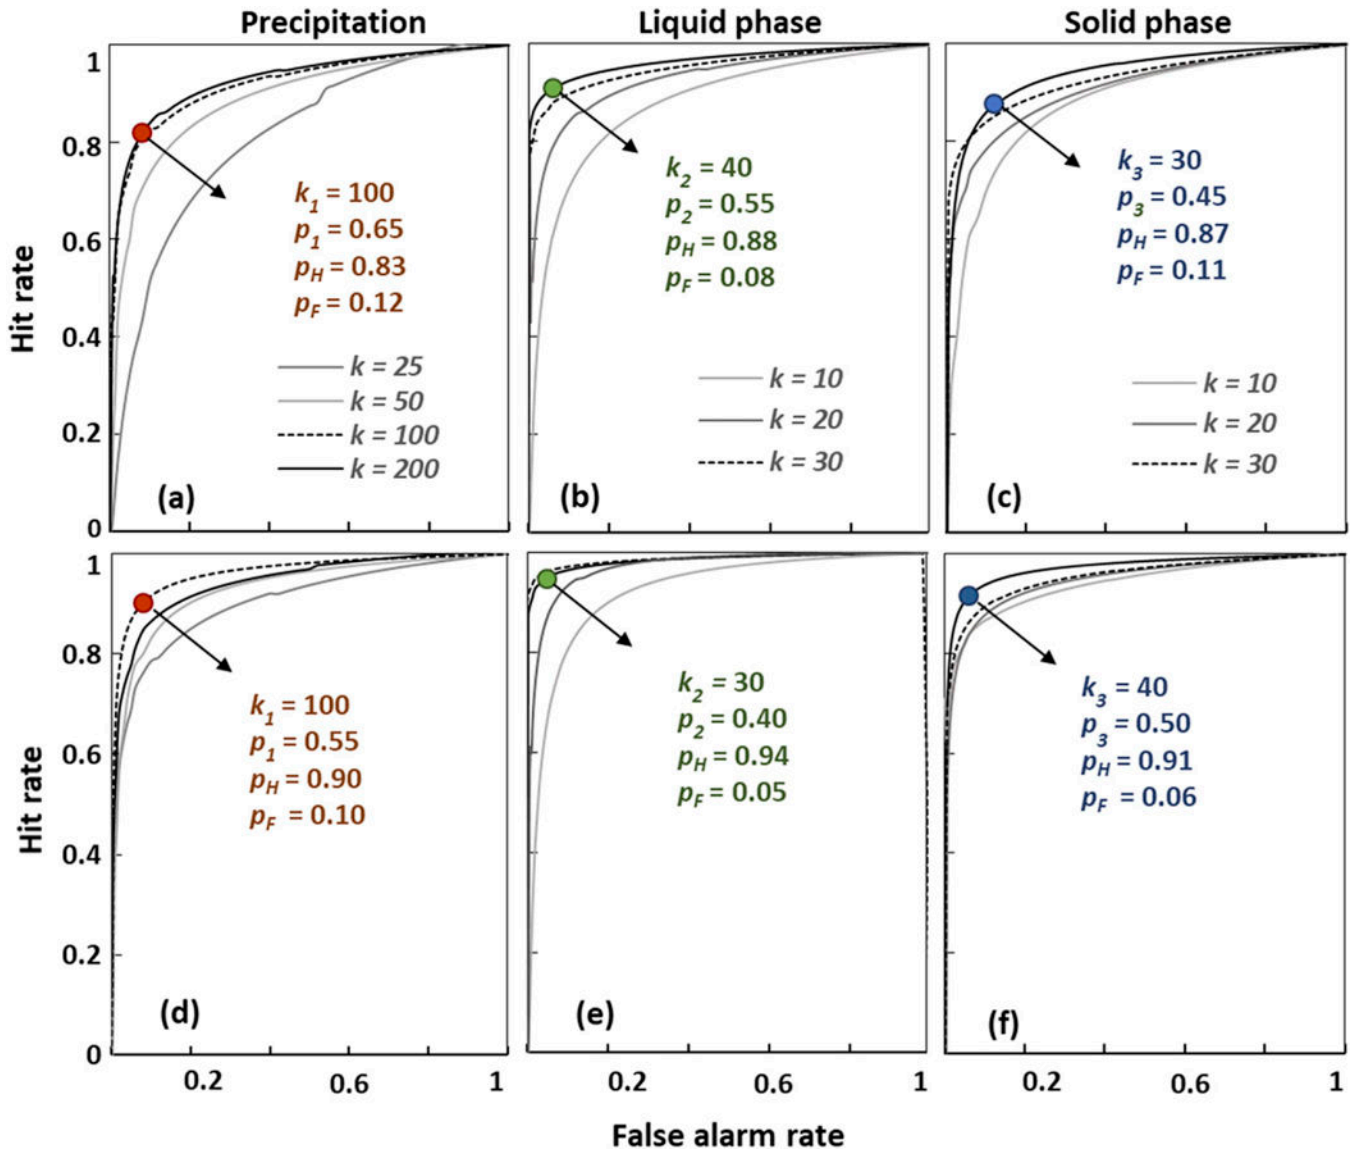 Precipitation
Liquid phase
Solid phase
Hit rate
1
0.8
0.6
0.4
0.2
0
k1 = 100
p1 = 0.65
pH = 0.83
pF = 0.12
k = 25
k = 50
k = 100
k = 200
(a)
k2 = 40
p2 = 0.55
pH = 0.88
pF = 0.08
k = 10
k = 20
k = 30
(b)
k3 = 30
p3 = 0.45
pH = 0.87
pF = 0.11
k = 10
k = 20
k = 30
(c)
Hit rate
1
0.8
0.6
0.4
0.2
0
k1 = 100
p1 = 0.55
pH = 0.90
pF = 0.10
(d)
k2 = 30
p2 = 0.40
pH = 0.94
pF = 0.05
(e)
k3 = 40
p3 = 0.50
pH = 0.91
pF = 0.06
(f)
0.2 0.6 1
0.2 0.6 1
0.2 0.6 1
False alarm rate